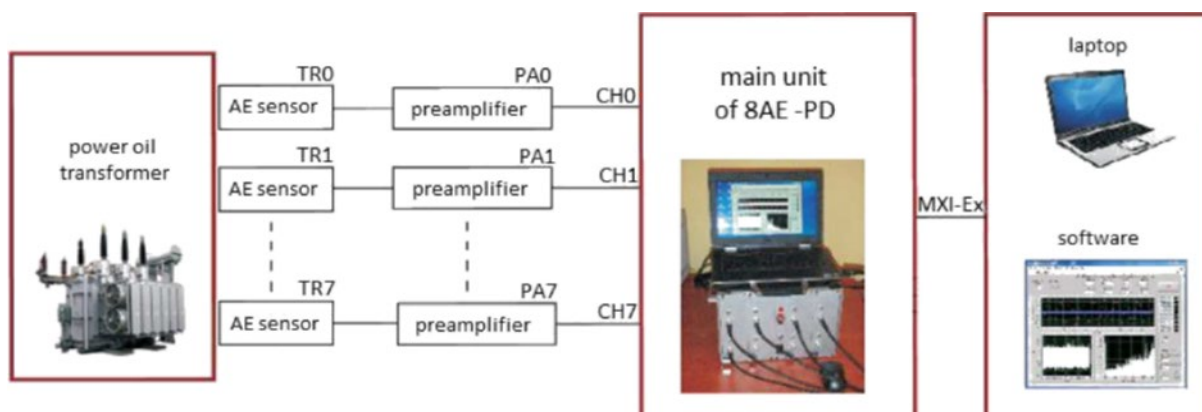 power oil
transformer
TR0
AE sensor
PA0
preamplifier
CH0
TR1
AE sensor
PA1
preamplifier
CH1
TR7
AE sensor
PA7
preamplifier
CH7
main unit
of 8AE -PD
MXI-Ex
laptop
software